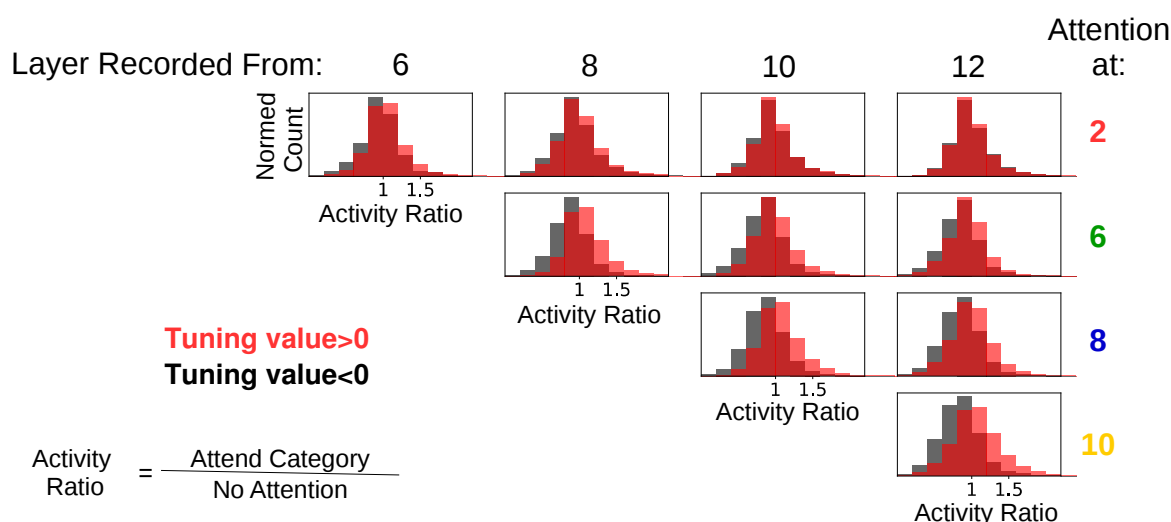 Attention
at:
Layer Recorded From: 6 8 10 12
Normed
Count
2
1 1.5
Activity Ratio
6
1 1.5
Activity Ratio
8
Tuning value>0
Tuning value<0
1 1.5
Activity Ratio
10
Activity
Ratio
=
Attend Category
No Attention
1 1.5
Activity Ratio